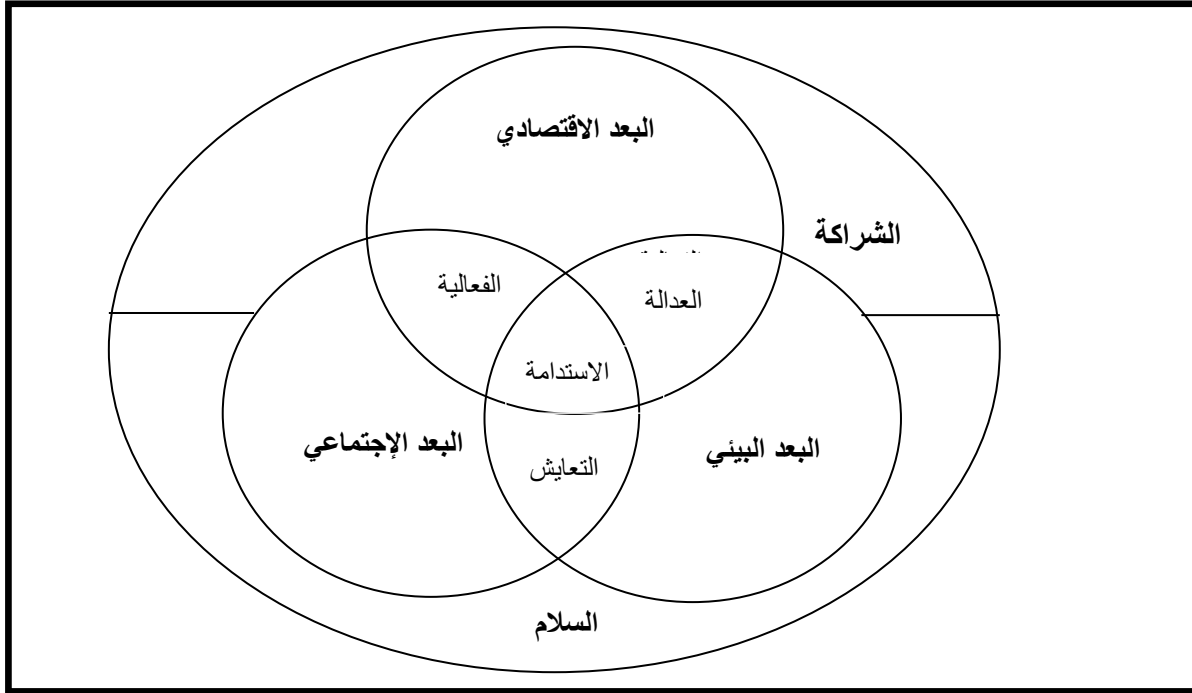 البعد الاقتصادي
الشراكة
الفعالية
العدالة
الاستدامة
البعد الإجتماعي
البعد البيئي
التعايش
السلام